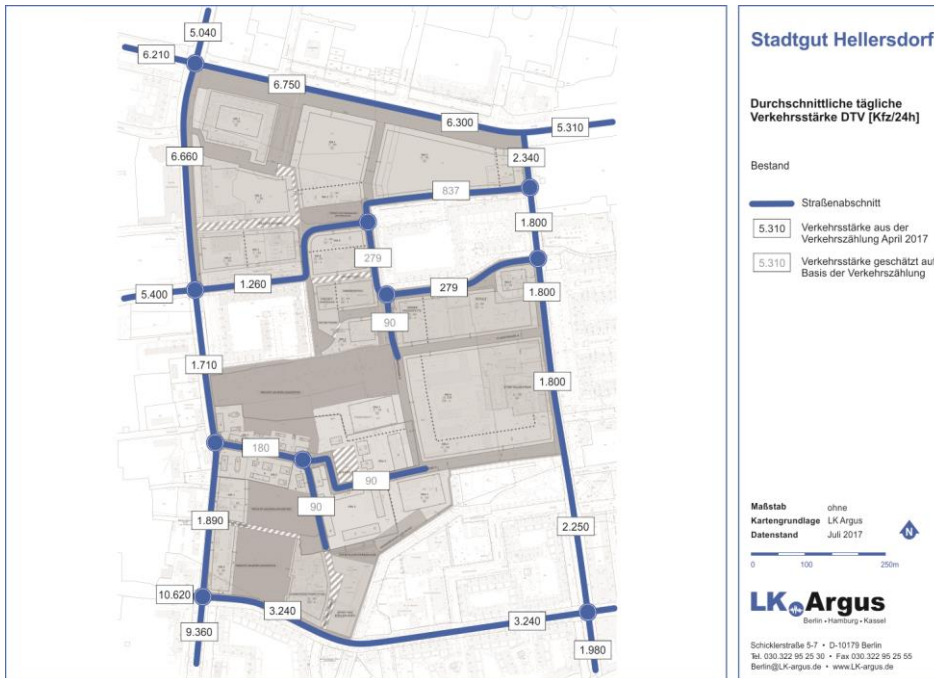 5.040
6.210
6.750
6.300
5.310
2.340
6.660
837
1.800
279
1.260
279
5.400
1.800
90
1.710
1.800
180
90
90
1.890
2.250
10.620
3.240
3.240
9.360
1.980
Stadtgut Hellersdorf
Durchschnittliche tägliche
Verkehrsstärke DTV [Kfz/24h]
Bestand
Straßenabschnitt
5.310 Verkehrsstärke aus der
Verkehrszählung April 2017
5.310 Verkehrsstärke geschätzt auf
Basis der Verkehrszählung
Maßstab ohne
Kartengrundlage LK Argus
Datenstand Juli 2017
N
0 100 250m
LK Argus
Berlin • Hamburg • Kassel
Schicklerstraße 5-7 • D-10179 Berlin
Tel. 030.322 95 25 30 • Fax 030.322 95 25 55
Berlin@LK-argus.de • www.LK-argus.de